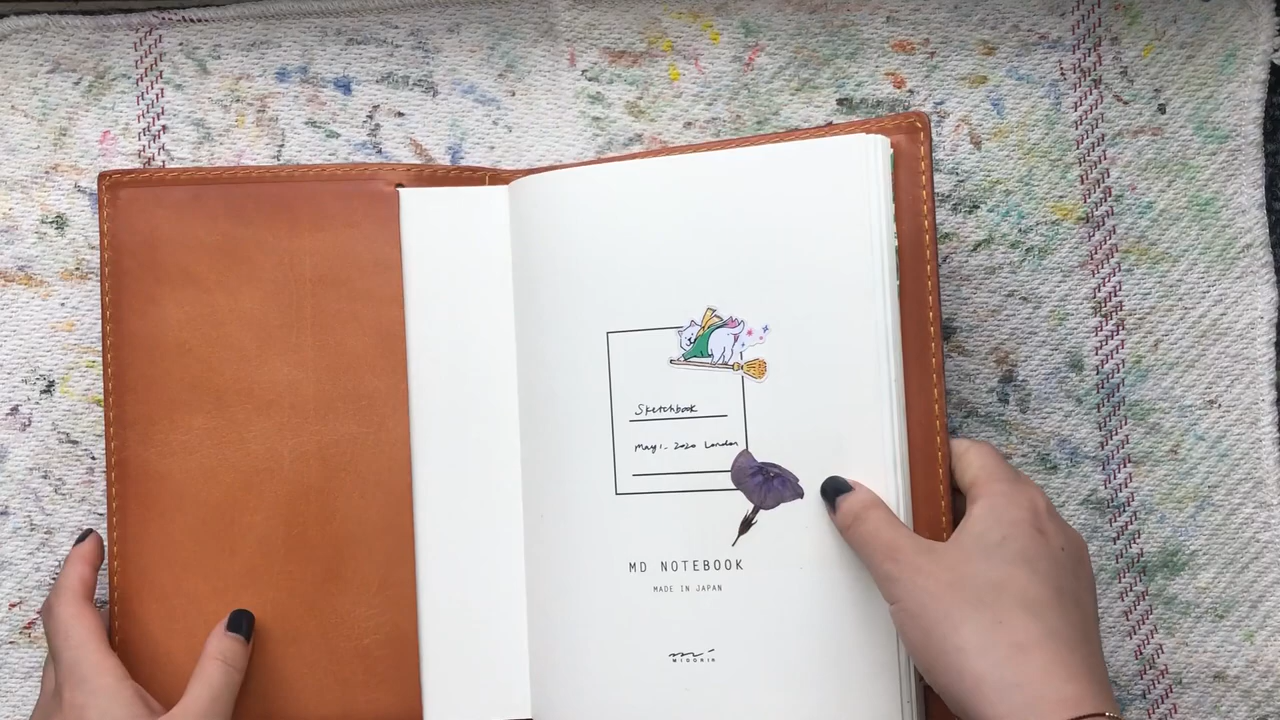 Sketchbook
May 1. 2020 London
MD NOTEBOOK
MADE IN JAPAN
MIDORI